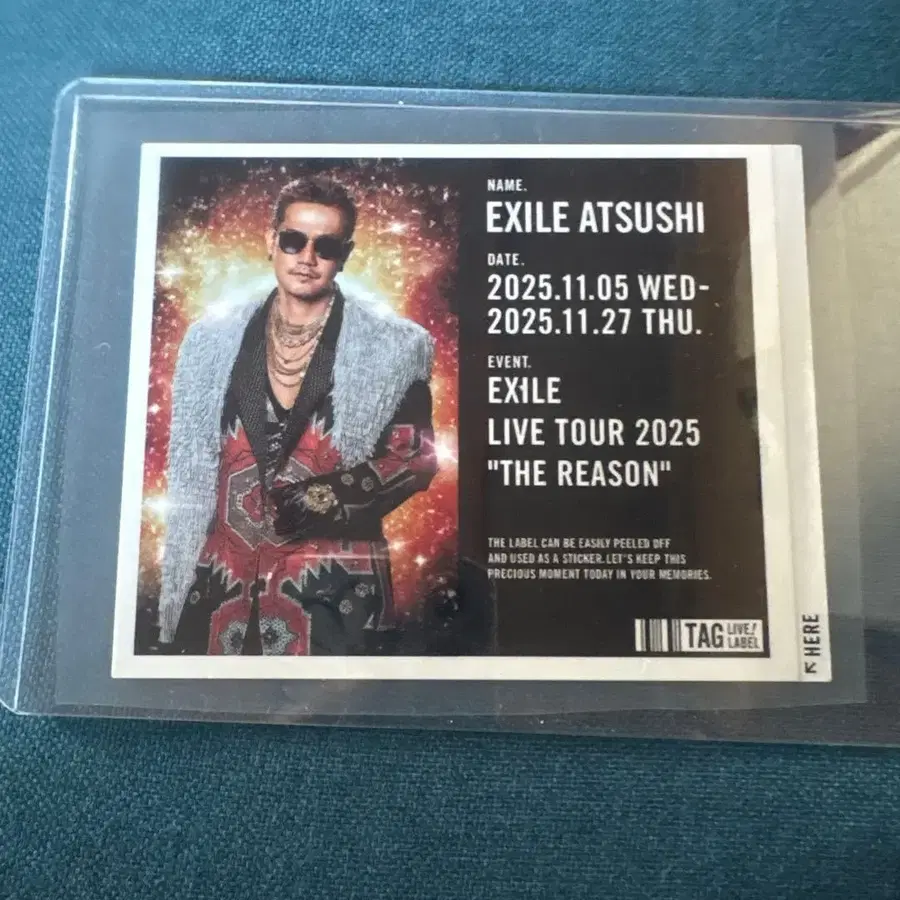 NAME.
EXILE ATSUSHI
DATE.
2025.11.05 WED-
2025.11.27 THU.
EVENT.
EXILE
LIVE TOUR 2025
"THE REASON"
THE LABEL CAN BE EASILY PEELED OFF
AND USED AS A STICKER.LET'S KEEP THIS
PRECIOUS MOMENT TODAY IN YOUR MEMORIES.
TAG LIVE!
LABEL
HERE